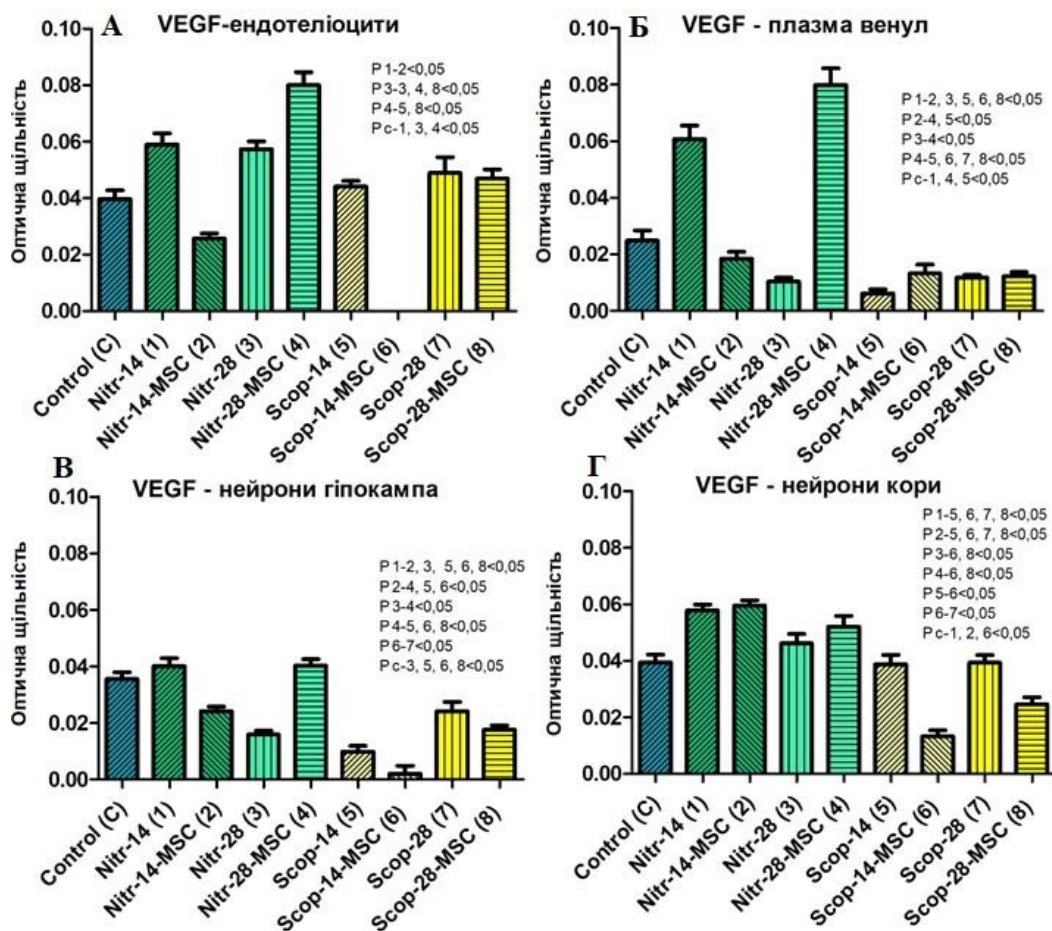 А
VEGF-ендотеліоцити
Оптична щільність
0.10
0.08
0.06
0.04
0.02
0.00
P 1-2<0,05
P 3-3, 4, 8<0,05
P 4-5, 8<0,05
P c-1, 3, 4<0,05
Control (C)
Nitr-14 (1)
Nitr-14-MSC (2)
Nitr-28 (3)
Nitr-28-MSC (4)
Scop-14 (5)
Scop-14-MSC (6)
Scop-28 (7)
Scop-28-MSC (8)
Б
VEGF - плазма венул
Оптична щільність
0.10
0.08
0.06
0.04
0.02
0.00
P 1-2, 3, 5, 6, 8<0,05
P 2-4, 5<0,05
P 3-4<0,05
P 4-5, 6, 7, 8<0,05
P c-1, 4, 5<0,05
Control (C)
Nitr-14 (1)
Nitr-14-MSC (2)
Nitr-28 (3)
Nitr-28-MSC (4)
Scop-14 (5)
Scop-14-MSC (6)
Scop-28 (7)
Scop-28-MSC (8)
В
VEGF - нейрони гіпокампа
Оптична щільність
0.10
0.08
0.06
0.04
0.02
0.00
P 1-2, 3, 5, 6, 8<0,05
P 2-4, 5, 6<0,05
P 3-4<0,05
P 4-5, 6, 8<0,05
P 6-7<0,05
P c-3, 5, 6, 8<0,05
Control (C)
Nitr-14 (1)
Nitr-14-MSC (2)
Nitr-28 (3)
Nitr-28-MSC (4)
Scop-14 (5)
Scop-14-MSC (6)
Scop-28 (7)
Scop-28-MSC (8)
Г
VEGF - нейрони кори
Оптична щільність
0.10
0.08
0.06
0.04
0.02
0.00
P 1-5, 6, 7, 8<0,05
P 2-5, 6, 7, 8<0,05
P 3-6, 8<0,05
P 4-6, 8<0,05
P 5-6<0,05
P 6-7<0,05
P c-1, 2, 6<0,05
Control (C)
Nitr-14 (1)
Nitr-14-MSC (2)
Nitr-28 (3)
Nitr-28-MSC (4)
Scop-14 (5)
Scop-14-MSC (6)
Scop-28 (7)
Scop-28-MSC (8)